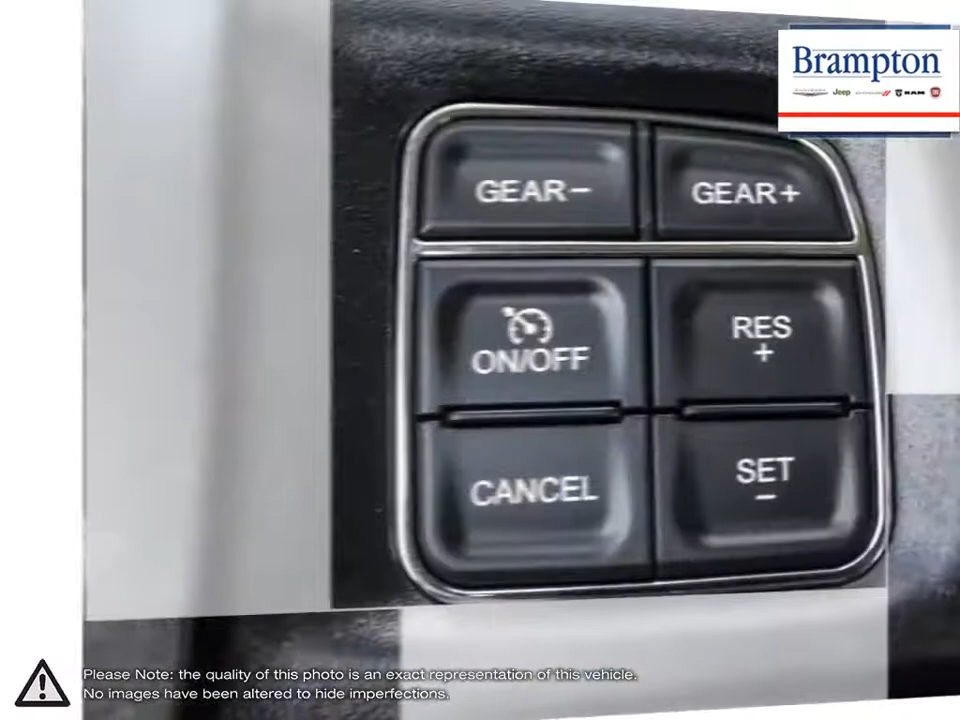 Brampton
Jeep
RAM
GEAR− GEAR+
ON/OFF
RES
+
CANCEL
SET
−
Please Note: the quality of this photo is an exact representation of this vehicle.
No images have been altered to hide imperfections.